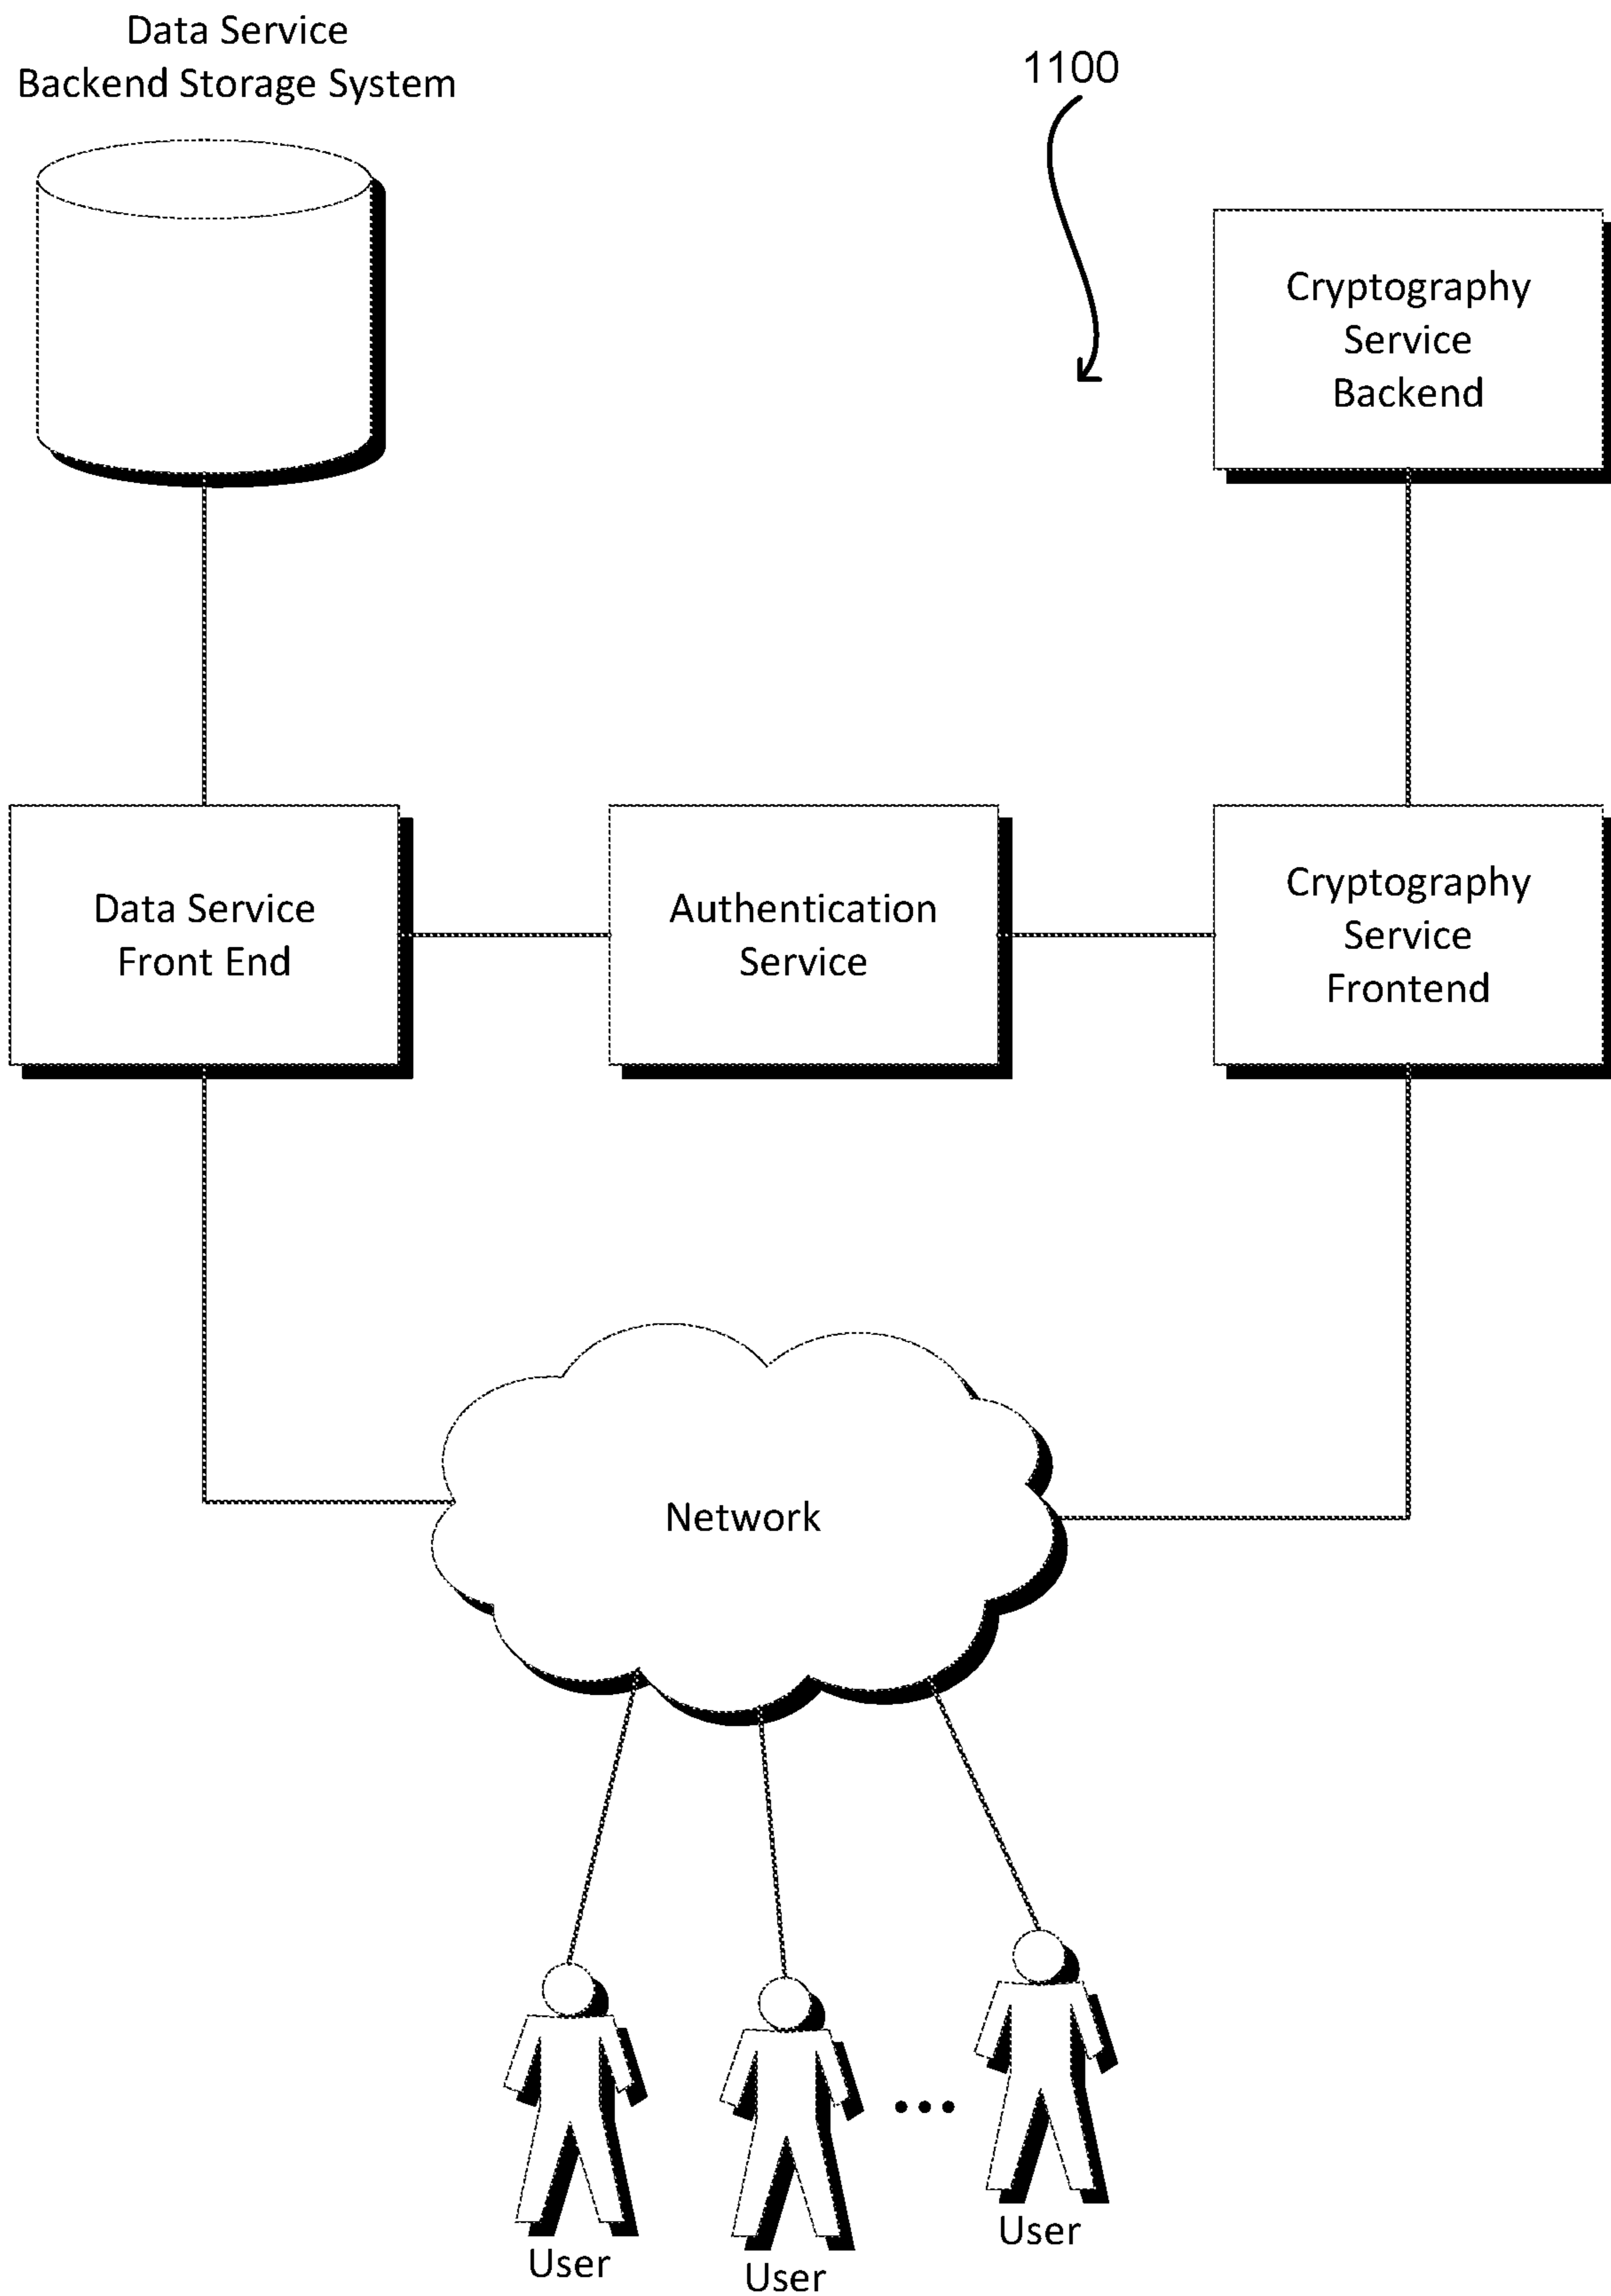 Data Service
Backend Storage System
1100
Cryptography
Service
Backend
Data Service
Front End
Authentication
Service
Cryptography
Service
Frontend
Network
User
User
User